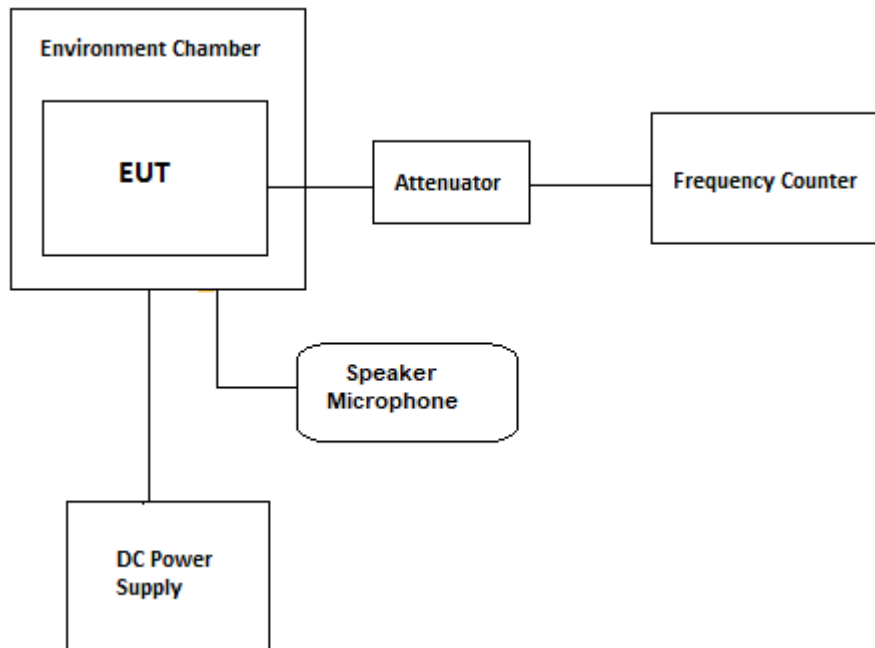 Environment Chamber
EUT
Attenuator
Frequency Counter
Speaker
Microphone
DC Power
Supply